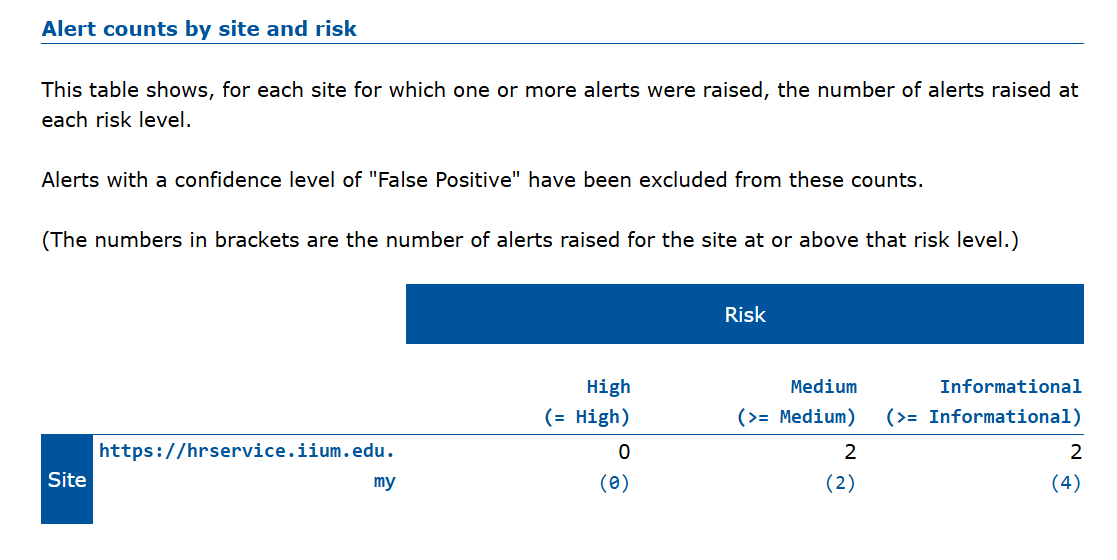 Alert counts by site and risk
This table shows, for each site for which one or more alerts were raised, the number of alerts raised at
each risk level.
Alerts with a confidence level of "False Positive" have been excluded from these counts.
(The numbers in brackets are the number of alerts raised for the site at or above that risk level.)
Risk
High Medium Informational
(= High) (>= Medium) (>= Informational)
https://hrservice.iium.edu. 0 2 2
Site my (0) (2) (4)